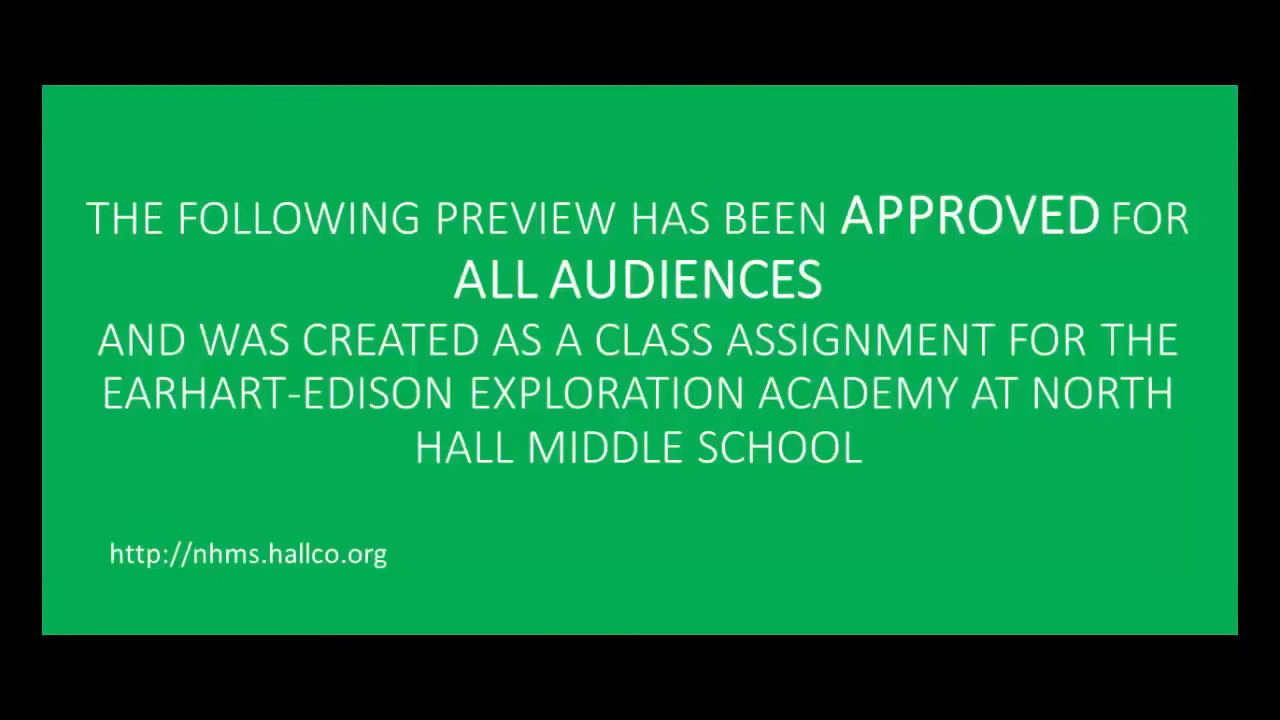 THE FOLLOWING PREVIEW HAS BEEN APPROVED FOR
ALL AUDIENCES
AND WAS CREATED AS A CLASS ASSIGNMENT FOR THE
EARHART-EDISON EXPLORATION ACADEMY AT NORTH
HALL MIDDLE SCHOOL
http://nhms.hallco.org